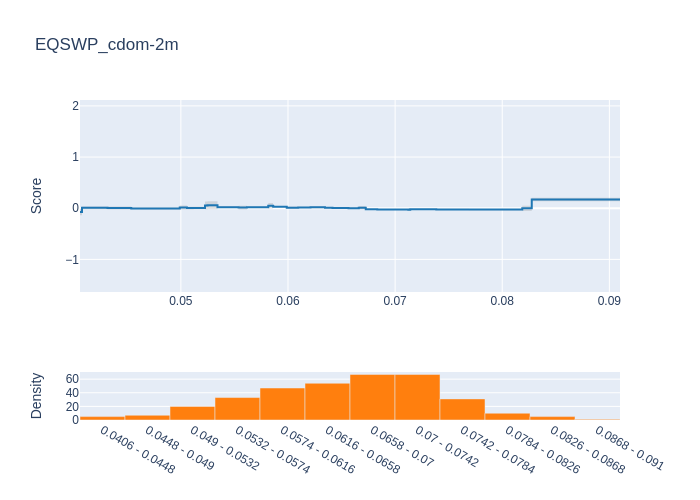 EQSWP_cdom-2m
Score
2
1
0
−1
0.05 0.06 0.07 0.08 0.09
Density
60
40
20
0
0.0406 - 0.0448
0.0448 - 0.049
0.049 - 0.0532
0.0532 - 0.0574
0.0574 - 0.0616
0.0616 - 0.0658
0.0658 - 0.07
0.07 - 0.0742
0.0742 - 0.0784
0.0784 - 0.0826
0.0826 - 0.0868
0.0868 - 0.091